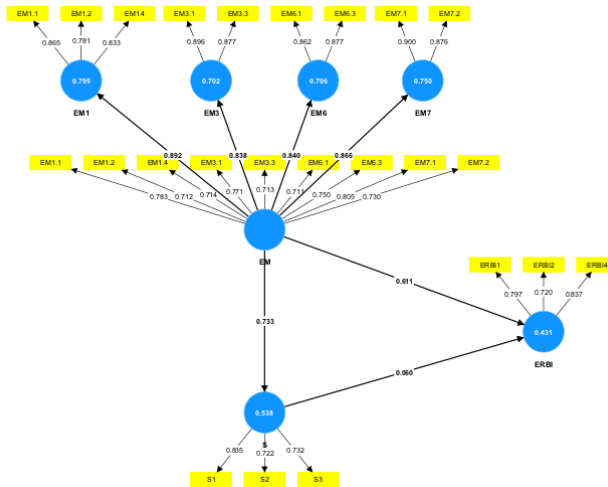 EM1.1 EM1.2 EM1.4 EM3.1 EM3.3 EM6.1 EM6.3 EM7.1 EM7.2
0.865 0.781 0.833 0.896 0.877 0.862 0.877 0.900 0.876
0.795 0.702 0.706 0.750
EM1 EM3 EM6 EM7
0.892 0.838 0.840 0.866
EM1.1 EM1.2 EM1.4 EM3.1 EM3.3 EM6.1 EM6.3 EM7.1 EM7.2
0.783 0.712 0.714 0.771 0.713 0.711 0.750 0.805 0.730
EM
ERBI1 ERBI2 ERBI4
0.611
0.797 0.720 0.837
0.733
0.431
ERBI
0.060
0.538
S
0.835 0.722 0.732
S1 S2 S3